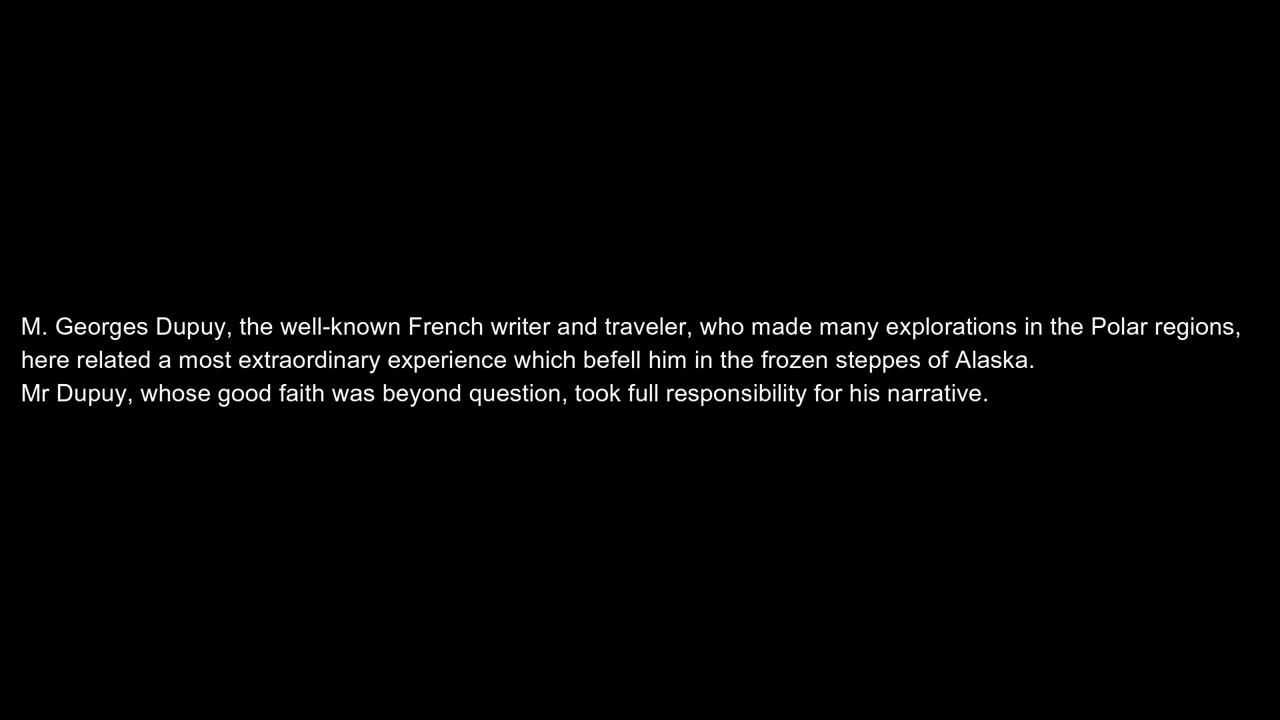 M. Georges Dupuy, the well-known French writer and traveler, who made many explorations in the Polar regions,
here related a most extraordinary experience which befell him in the frozen steppes of Alaska.
Mr Dupuy, whose good faith was beyond question, took full responsibility for his narrative.